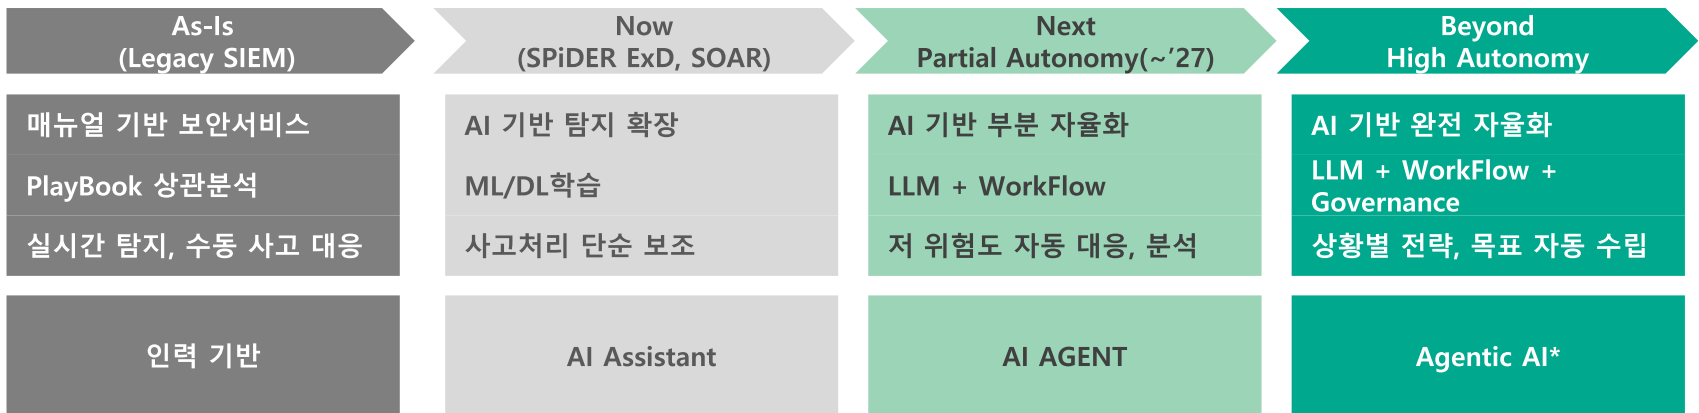 As-Is
(Legacy SIEM)
Now
(SPiDER ExD, SOAR)
Next
Partial Autonomy(~’27)
Beyond
High Autonomy
매뉴얼 기반 보안서비스
PlayBook 상관분석
실시간 탐지, 수동 사고 대응
AI 기반 탐지 확장
ML/DL학습
사고처리 단순 보조
AI 기반 부분 자율화
LLM + WorkFlow
저 위험도 자동 대응, 분석
AI 기반 완전 자율화
LLM + WorkFlow +
Governance
상황별 전략, 목표 자동 수립
인력 기반
AI Assistant
AI AGENT
Agentic AI*